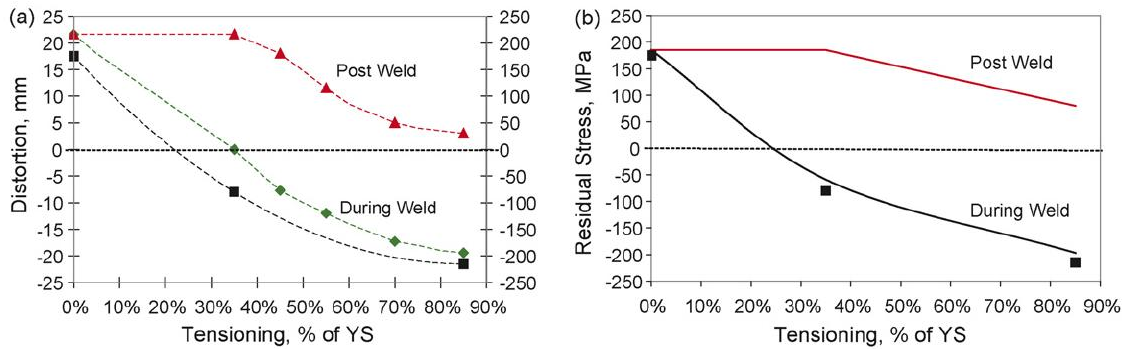 (a)
25
20
15
10
5
0
-5
-10
-15
-20
-25
Distortion, mm
250
200
150
100
50
0
-50
-100
-150
-200
-250
Post Weld
During Weld
0% 10% 20% 30% 40% 50% 60% 70% 80% 90%
Tensioning, % of YS
(b)
250
200
150
100
50
0
-50
-100
-150
-200
-250
Residual Stress, MPa
Post Weld
During Weld
0% 10% 20% 30% 40% 50% 60% 70% 80% 90%
Tensioning, % of YS